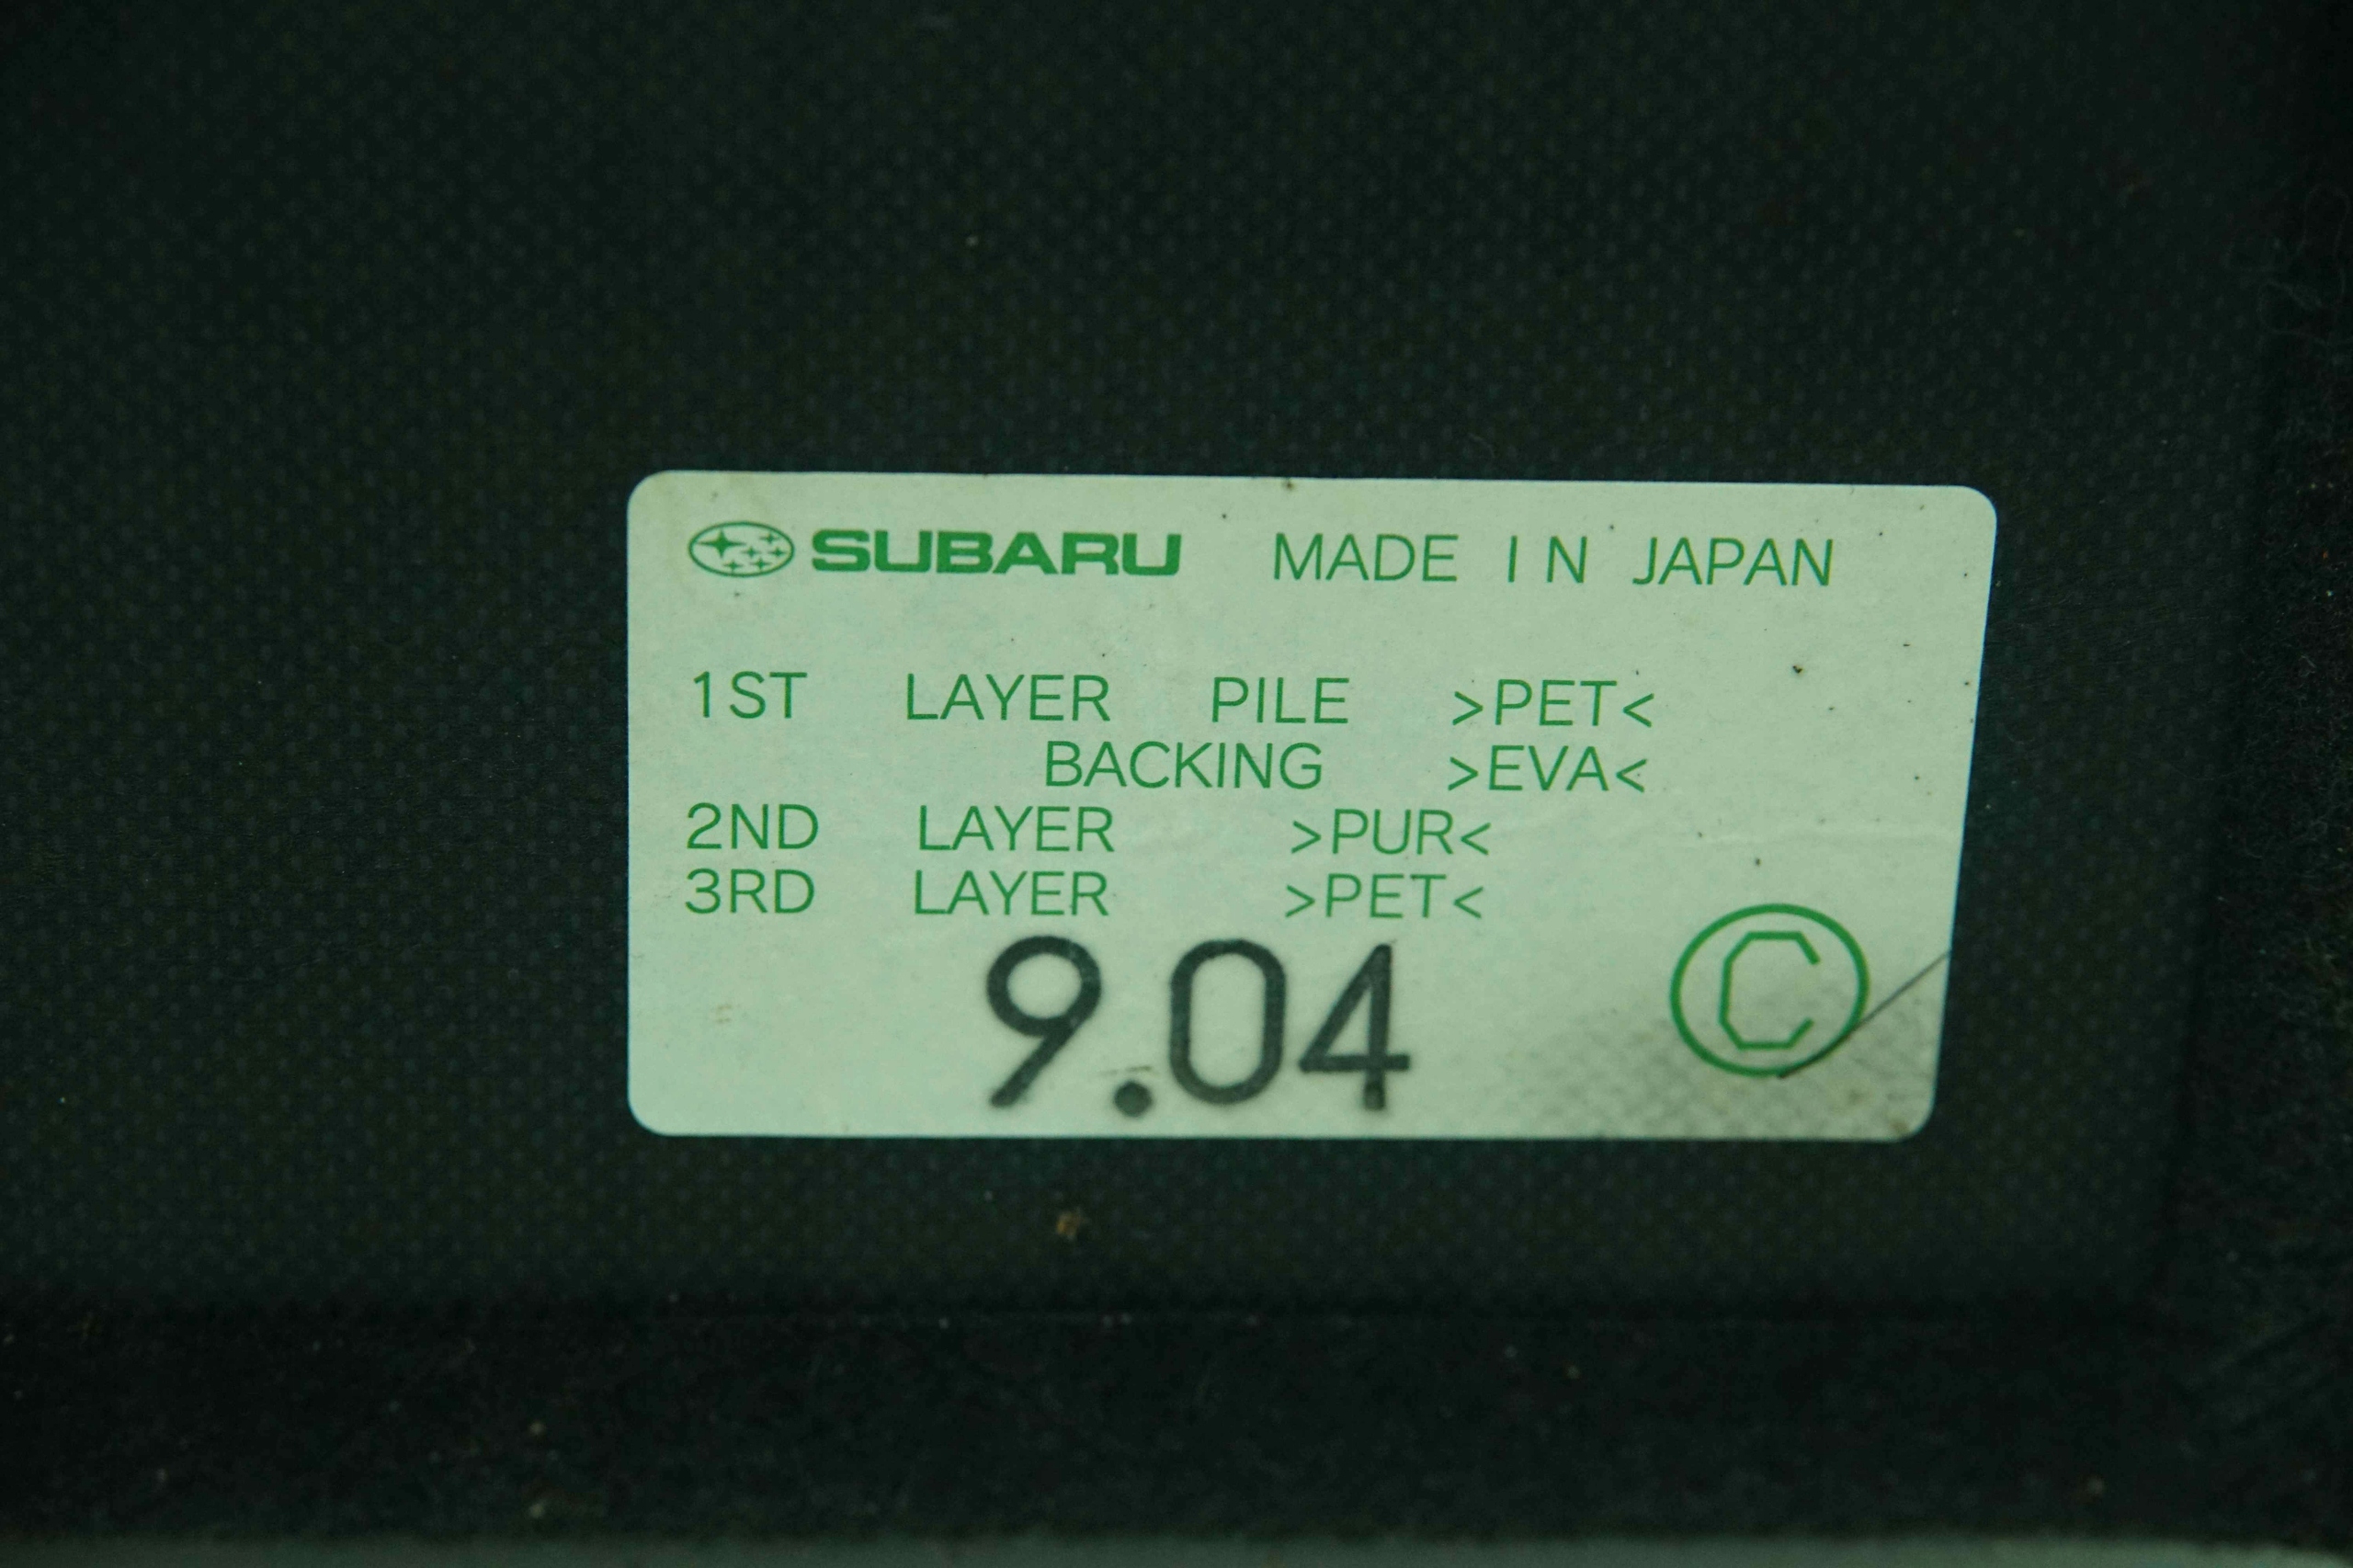 SUBARU MADE IN JAPAN
1ST LAYER PILE >PET<
BACKING >EVA<
2ND LAYER >PUR<
3RD LAYER >PET<
9.04
C